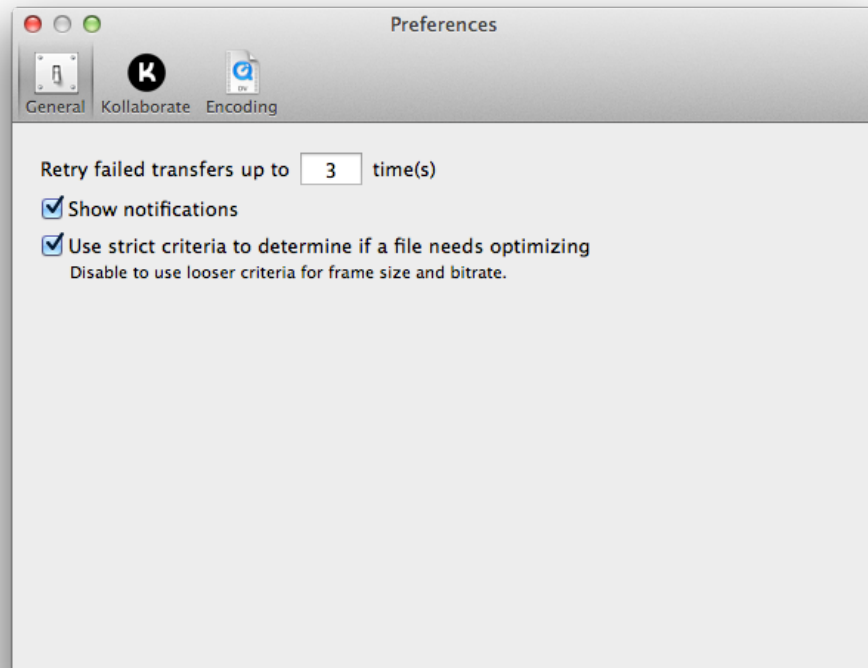 Preferences
General Kollaborate Encoding
Retry failed transfers up to 3 time(s)
Show notifications
Use strict criteria to determine if a file needs optimizing
Disable to use looser criteria for frame size and bitrate.